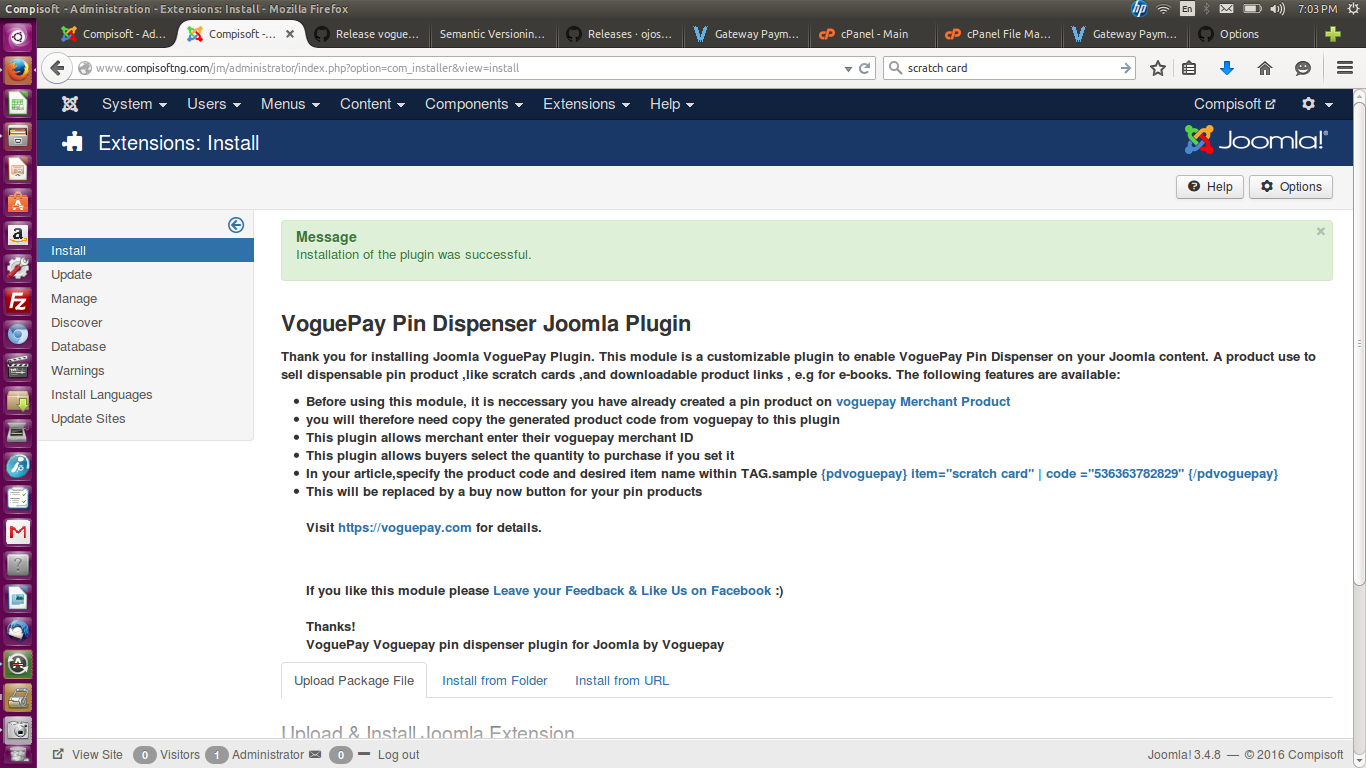 Compisoft - Administration - Extensions: Install - Mozilla Firefox
hp En 7:03 PM
Compisoft - Ad...
Compisoft -...
Release vogue...
Semantic Versionin...
Releases · ojos...
Gateway Paym...
cPanel - Main
cPanel File Ma...
Gateway Paym...
Options
www.compisoftng.com/jm/administrator/index.php?option=com_installer&view=install
scratch card
System Users Menus Content Components Extensions Help Compisoft
Extensions: Install
Joomla!®
Help Options
Install
Update
Manage
Discover
Database
Warnings
Install Languages
Update Sites
Message
Installation of the plugin was successful.
VoguePay Pin Dispenser Joomla Plugin
Thank you for installing Joomla VoguePay Plugin. This module is a customizable plugin to enable VoguePay Pin Dispenser on your Joomla content. A product use to
sell dispensable pin product ,like scratch cards ,and downloadable product links , e.g for e-books. The following features are available:
• Before using this module, it is neccessary you have already created a pin product on voguepay Merchant Product
• you will therefore need copy the generated product code from voguepay to this plugin
• This plugin allows merchant enter their voguepay merchant ID
• This plugin allows buyers select the quantity to purchase if you set it
• In your article,specify the product code and desired item name within TAG.sample {pdvoguepay} item="scratch card" | code ="536363782829" {/pdvoguepay}
• This will be replaced by a buy now button for your pin products
Visit https://voguepay.com for details.
If you like this module please Leave your Feedback & Like Us on Facebook :)
Thanks!
VoguePay Voguepay pin dispenser plugin for Joomla by Voguepay
Upload Package File Install from Folder Install from URL
Upload & Install Joomla Extension
View Site 0 Visitors 1 Administrator 0 Log out
Joomla! 3.4.8 — © 2016 Compisoft